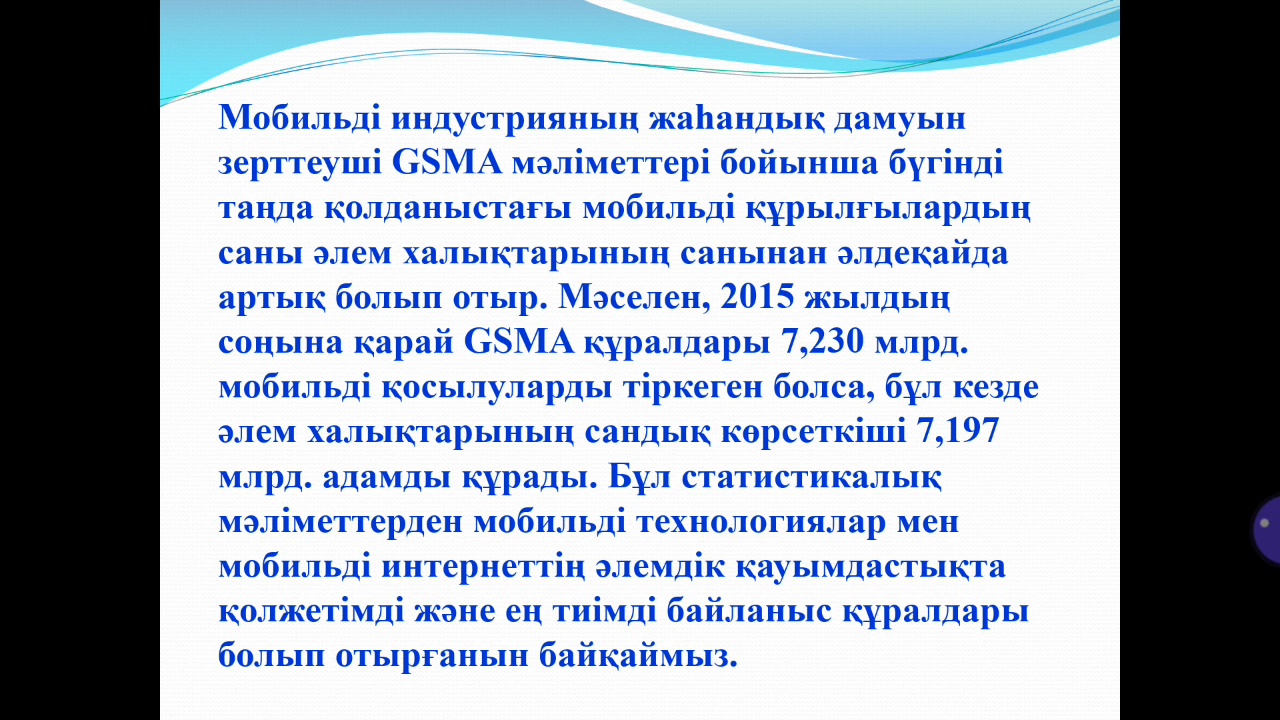 Мобильді индустрияның жаһандық дамуын
зерттеуші GSMA мәліметтері бойынша бүгінді
таңда қолданыстағы мобильді құрылғылардың
саны әлем халықтарының санынан әлдеқайда
артық болып отыр. Мәселен, 2015 жылдың
соңына қарай GSMA құралдары 7,230 млрд.
мобильді қосылуларды тіркеген болса, бұл кезде
әлем халықтарының сандық көрсеткіші 7,197
млрд. адамды құрады. Бұл статистикалық
мәліметтерден мобильді технологиялар мен
мобильді интернеттің әлемдік қауымдастықта
қолжетімді және ең тиімді байланыс құралдары
болып отырғанын байқаймыз.